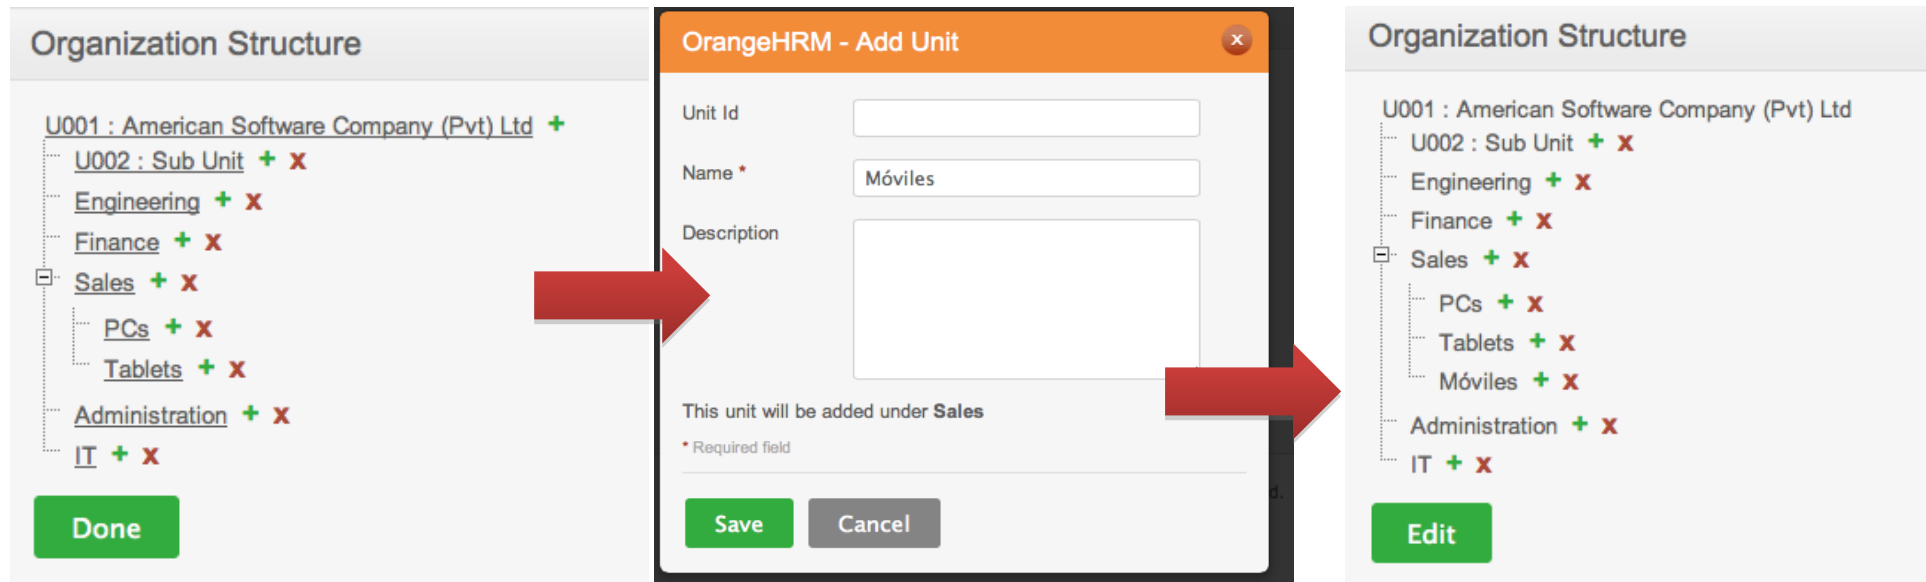 Organization Structure
U001 : American Software Company (Pvt) Ltd +
U002 : Sub Unit + x
Engineering + x
Finance + x
Sales + x
PCs + x
Tablets + x
Administration + x
IT + x
Done
OrangeHRM - Add Unit x
Unit Id
Name * Móviles
Description
This unit will be added under Sales
* Required field
Save Cancel
d.
Organization Structure
U001 : American Software Company (Pvt) Ltd
U002 : Sub Unit + x
Engineering + x
Finance + x
Sales + x
PCs + x
Tablets + x
Móviles + x
Administration + x
IT + x
Edit